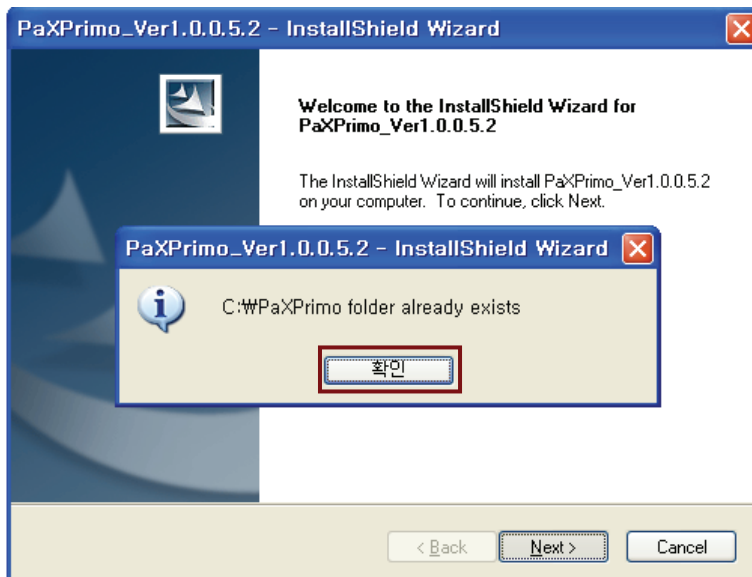 PaXPrimo_Ver1.0.0.5.2 - InstallShield Wizard
Welcome to the InstallShield Wizard for
PaXPrimo_Ver1.0.0.5.2
The InstallShield Wizard will install PaXPrimo_Ver1.0.0.5.2
on your computer. To continue, click Next.
PaXPrimo_Ver1.0.0.5.2 - InstallShield Wizard
C:₩PaXPrimo folder already exists
확인
< Back
Next >
Cancel